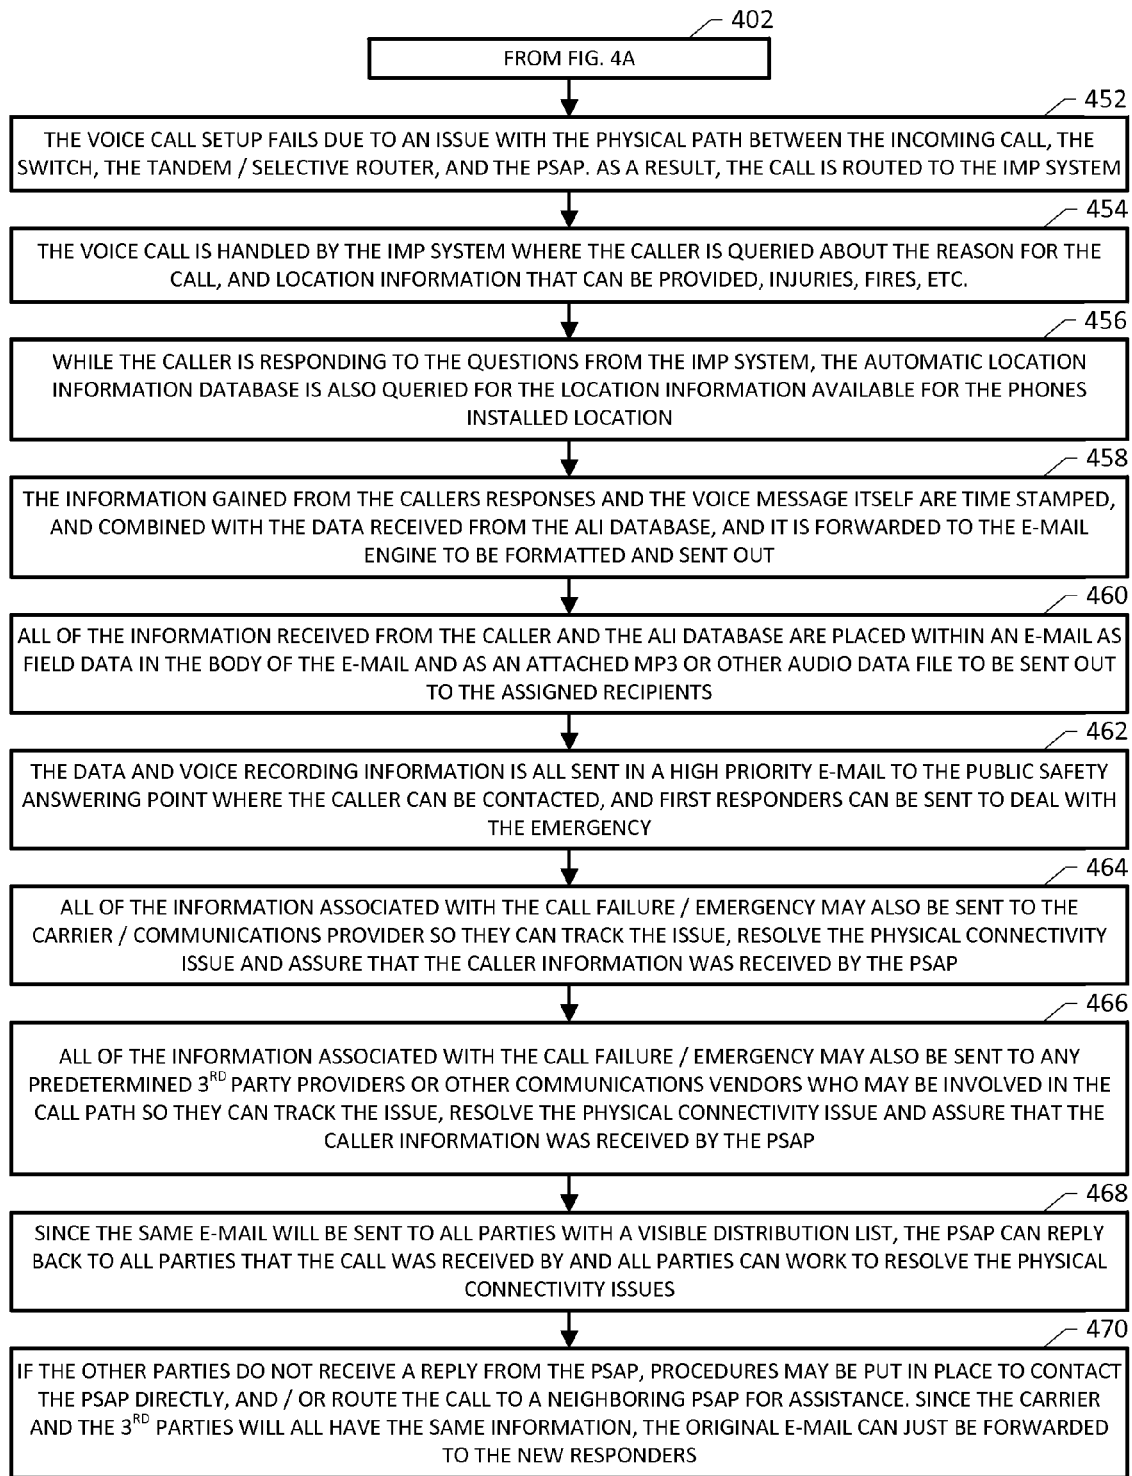 402
FROM FIG. 4A
452
THE VOICE CALL SETUP FAILS DUE TO AN ISSUE WITH THE PHYSICAL PATH BETWEEN THE INCOMING CALL, THE
SWITCH, THE TANDEM / SELECTIVE ROUTER, AND THE PSAP. AS A RESULT, THE CALL IS ROUTED TO THE IMP SYSTEM
454
THE VOICE CALL IS HANDLED BY THE IMP SYSTEM WHERE THE CALLER IS QUERIED ABOUT THE REASON FOR THE
CALL, AND LOCATION INFORMATION THAT CAN BE PROVIDED, INJURIES, FIRES, ETC.
456
WHILE THE CALLER IS RESPONDING TO THE QUESTIONS FROM THE IMP SYSTEM, THE AUTOMATIC LOCATION
INFORMATION DATABASE IS ALSO QUERIED FOR THE LOCATION INFORMATION AVAILABLE FOR THE PHONES
INSTALLED LOCATION
458
THE INFORMATION GAINED FROM THE CALLERS RESPONSES AND THE VOICE MESSAGE ITSELF ARE TIME STAMPED,
AND COMBINED WITH THE DATA RECEIVED FROM THE ALI DATABASE, AND IT IS FORWARDED TO THE E-MAIL
ENGINE TO BE FORMATTED AND SENT OUT
460
ALL OF THE INFORMATION RECEIVED FROM THE CALLER AND THE ALI DATABASE ARE PLACED WITHIN AN E-MAIL AS
FIELD DATA IN THE BODY OF THE E-MAIL AND AS AN ATTACHED MP3 OR OTHER AUDIO DATA FILE TO BE SENT OUT
TO THE ASSIGNED RECIPIENTS
462
THE DATA AND VOICE RECORDING INFORMATION IS ALL SENT IN A HIGH PRIORITY E-MAIL TO THE PUBLIC SAFETY
ANSWERING POINT WHERE THE CALLER CAN BE CONTACTED, AND FIRST RESPONDERS CAN BE SENT TO DEAL WITH
THE EMERGENCY
464
ALL OF THE INFORMATION ASSOCIATED WITH THE CALL FAILURE / EMERGENCY MAY ALSO BE SENT TO THE
CARRIER / COMMUNICATIONS PROVIDER SO THEY CAN TRACK THE ISSUE, RESOLVE THE PHYSICAL CONNECTIVITY
ISSUE AND ASSURE THAT THE CALLER INFORMATION WAS RECEIVED BY THE PSAP
466
ALL OF THE INFORMATION ASSOCIATED WITH THE CALL FAILURE / EMERGENCY MAY ALSO BE SENT TO ANY
PREDETERMINED 3RD PARTY PROVIDERS OR OTHER COMMUNICATIONS VENDORS WHO MAY BE INVOLVED IN THE
CALL PATH SO THEY CAN TRACK THE ISSUE, RESOLVE THE PHYSICAL CONNECTIVITY ISSUE AND ASSURE THAT THE
CALLER INFORMATION WAS RECEIVED BY THE PSAP
468
SINCE THE SAME E-MAIL WILL BE SENT TO ALL PARTIES WITH A VISIBLE DISTRIBUTION LIST, THE PSAP CAN REPLY
BACK TO ALL PARTIES THAT THE CALL WAS RECEIVED BY AND ALL PARTIES CAN WORK TO RESOLVE THE PHYSICAL
CONNECTIVITY ISSUES
470
IF THE OTHER PARTIES DO NOT RECEIVE A REPLY FROM THE PSAP, PROCEDURES MAY BE PUT IN PLACE TO CONTACT
THE PSAP DIRECTLY, AND / OR ROUTE THE CALL TO A NEIGHBORING PSAP FOR ASSISTANCE. SINCE THE CARRIER
AND THE 3RD PARTIES WILL ALL HAVE THE SAME INFORMATION, THE ORIGINAL E-MAIL CAN JUST BE FORWARDED
TO THE NEW RESPONDERS